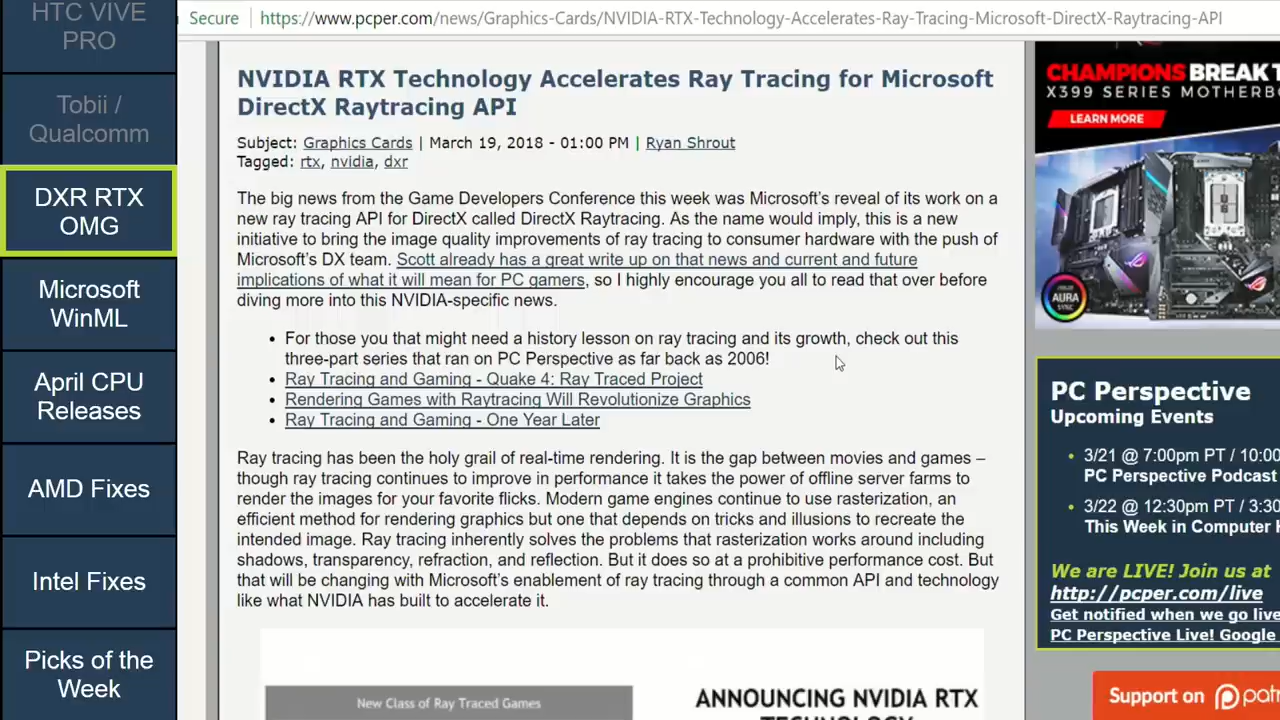 HTC VIVE
PRO
Tobii /
Qualcomm
DXR RTX
OMG
Microsoft
WinML
April CPU
Releases
AMD Fixes
Intel Fixes
Picks of the
Week
Secure
https://www.pcper.com/news/Graphics-Cards/NVIDIA-RTX-Technology-Accelerates-Ray-Tracing-Microsoft-DirectX-Raytracing-API
NVIDIA RTX Technology Accelerates Ray Tracing for Microsoft
DirectX Raytracing API
Subject: Graphics Cards | March 19, 2018 - 01:00 PM | Ryan Shrout
Tagged: rtx, nvidia, dxr
The big news from the Game Developers Conference this week was Microsoft's reveal of its work on a
new ray tracing API for DirectX called DirectX Raytracing. As the name would imply, this is a new
initiative to bring the image quality improvements of ray tracing to consumer hardware with the push of
Microsoft's DX team. Scott already has a great write up on that news and current and future
implications of what it will mean for PC gamers, so I highly encourage you all to read that over before
diving more into this NVIDIA-specific news.
• For those you that might need a history lesson on ray tracing and its growth, check out this
three-part series that ran on PC Perspective as far back as 2006!
• Ray Tracing and Gaming - Quake 4: Ray Traced Project
• Rendering Games with Raytracing Will Revolutionize Graphics
• Ray Tracing and Gaming - One Year Later
Ray tracing has been the holy grail of real-time rendering. It is the gap between movies and games –
though ray tracing continues to improve in performance it takes the power of offline server farms to
render the images for your favorite flicks. Modern game engines continue to use rasterization, an
efficient method for rendering graphics but one that depends on tricks and illusions to recreate the
intended image. Ray tracing inherently solves the problems that rasterization works around including
shadows, transparency, refraction, and reflection. But it does so at a prohibitive performance cost. But
that will be changing with Microsoft's enablement of ray tracing through a common API and technology
like what NVIDIA has built to accelerate it.
New Class of Ray Traced Games
ANNOUNCING NVIDIA RTX
TECHNOLOGY
CHAMPIONS BREAK T
X399 SERIES MOTHERBO
LEARN MORE
AURA
SYNC
PC Perspective
Upcoming Events
• 3/21 @ 7:00pm PT / 10:00
PC Perspective Podcast
• 3/22 @ 12:30pm PT / 3:30
This Week in Computer H
We are LIVE! Join us at
http://pcper.com/live
Get notified when we go live
PC Perspective Live! Google
Support on patr